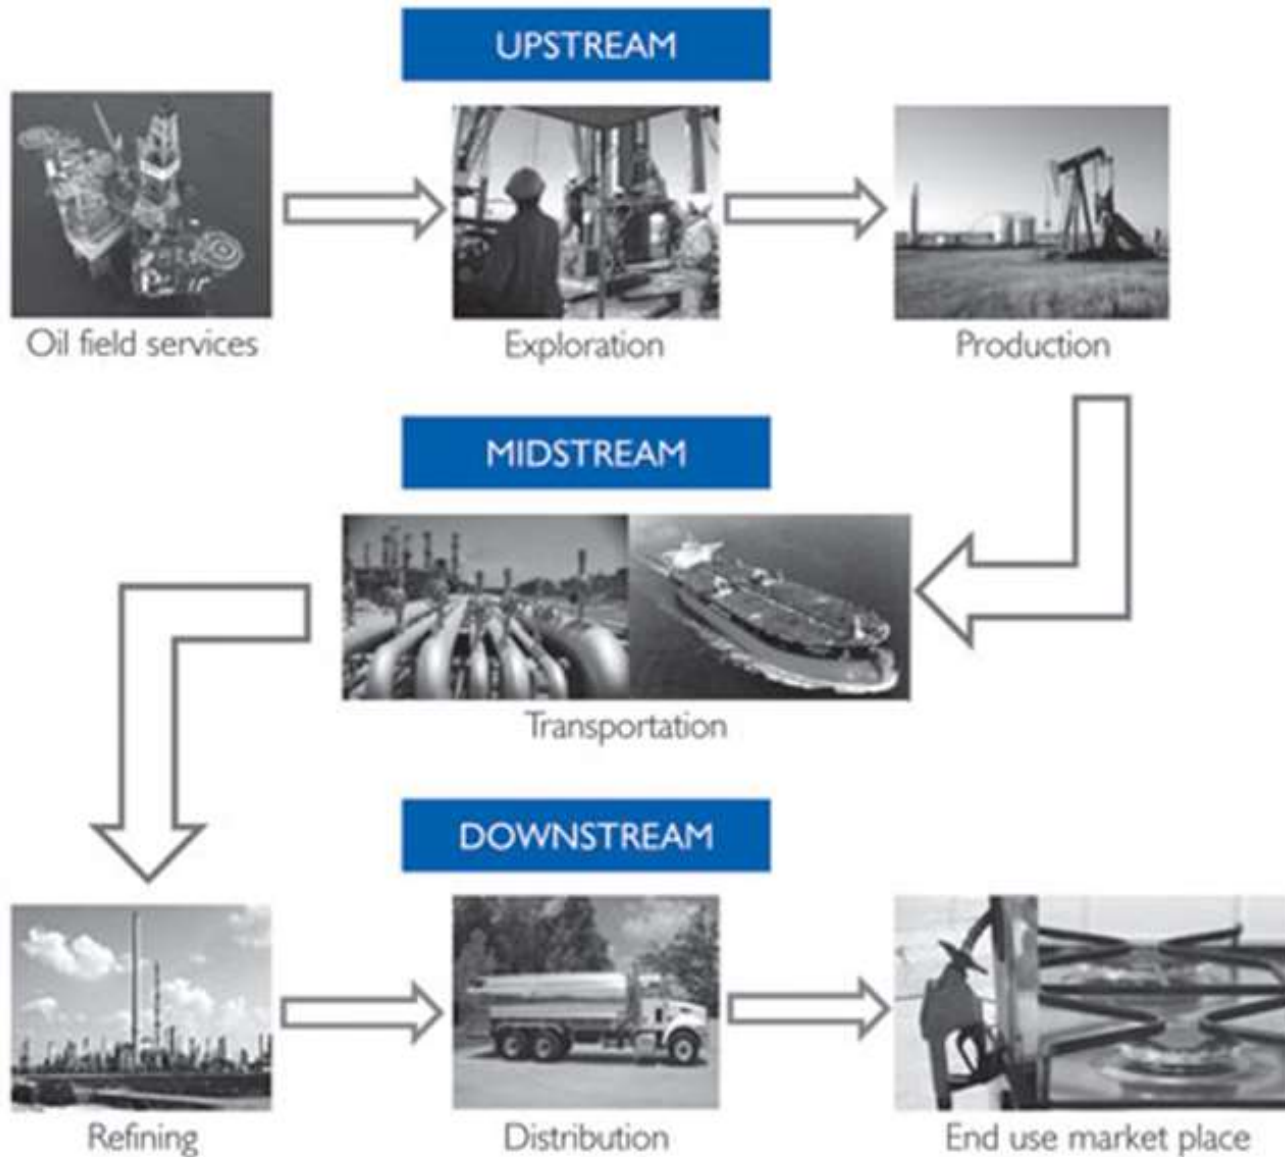 UPSTREAM
Oil field services
Exploration
Production
MIDSTREAM
Transportation
DOWNSTREAM
Refining
Distribution
End use market place